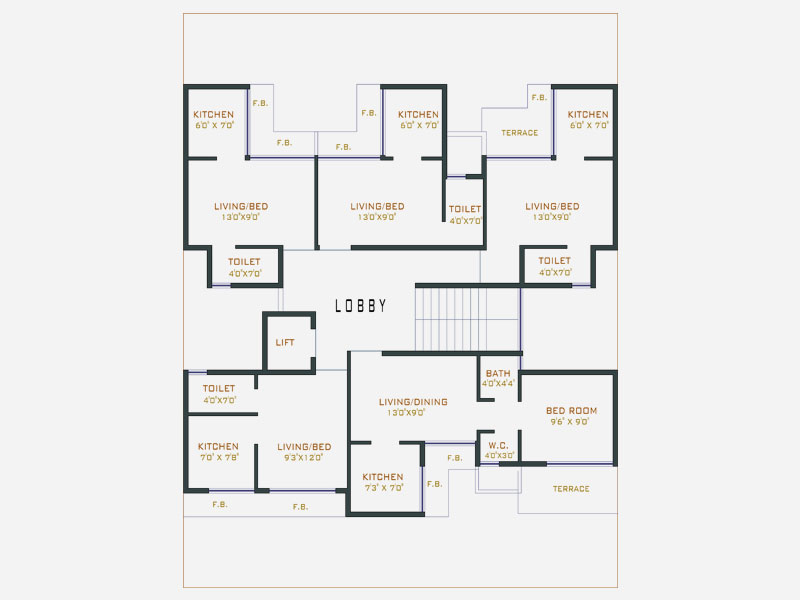 F.B.
F.B.
F.B.
KITCHEN
6'0" X 7'0"
KITCHEN
6'0" X 7'0"
KITCHEN
6'0" X 7'0"
F.B.
F.B.
TERRACE
LIVING/BED
13'0"X9'0"
LIVING/BED
13'0"X9'0"
TOILET
4'0"X7'0"
LIVING/BED
13'0"X9'0"
TOILET
4'0"X7'0"
TOILET
4'0"X7'0"
LOBBY
LIFT
TOILET
4'0"X7'0"
LIVING/DINING
13'0"X9'0"
BATH
4'0"X4'4"
BED ROOM
9'6" X 9'0"
KITCHEN
7'0" X 7'8"
LIVING/BED
9'3"X12'0"
W.C.
4'0"X3'0"
KITCHEN
7'3" X 7'0"
F.B.
F.B.
TERRACE
F.B.
F.B.